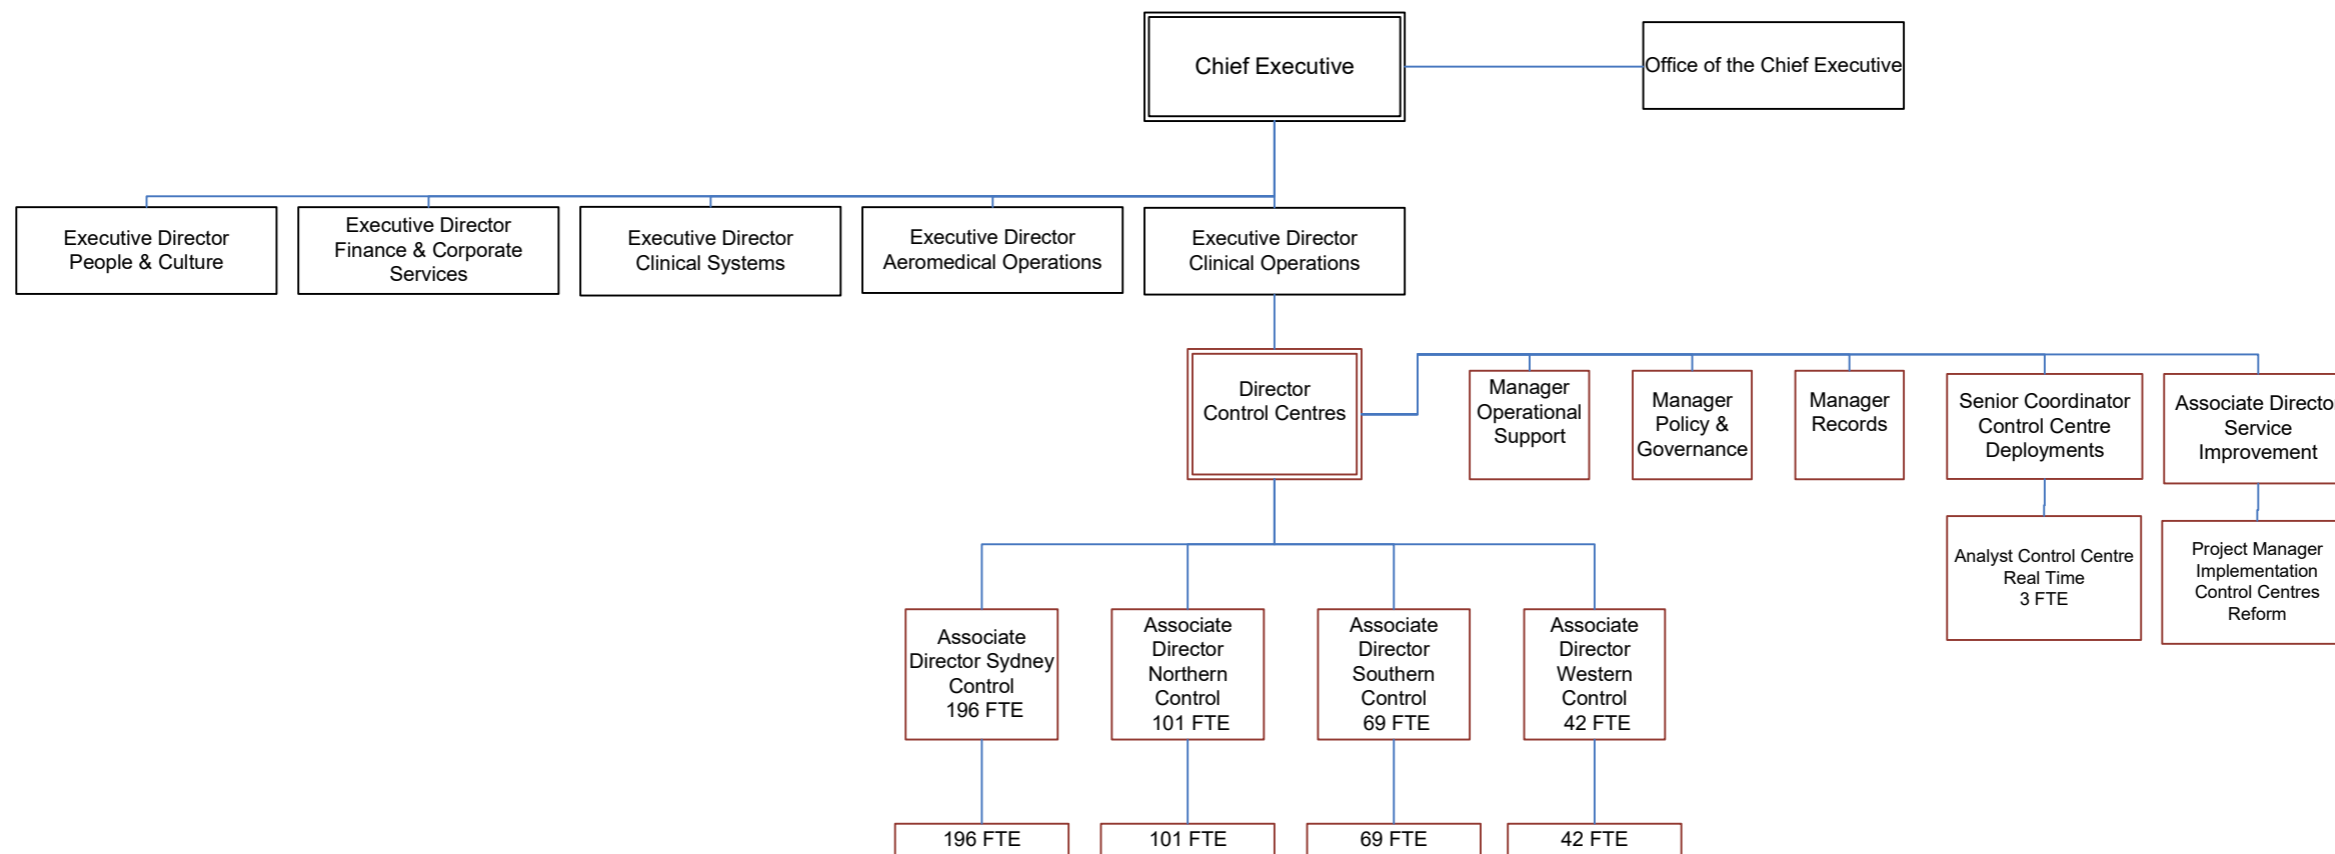 Chief Executive
Office of the Chief Executive
Executive Director
People & Culture
Executive Director
Finance & Corporate
Services
Executive Director
Clinical Systems
Executive Director
Aeromedical Operations
Executive Director
Clinical Operations
Director
Control Centres
Manager
Operational
Support
Manager
Policy &
Governance
Manager
Records
Senior Coordinator
Control Centre
Deployments
Associate Director
Service
Improvement
Analyst Control Centre
Real Time
3 FTE
Project Manager
Implementation
Control Centres
Reform
Associate
Director Sydney
Control
196 FTE
Associate
Director
Northern
Control
101 FTE
Associate
Director
Southern
Control
69 FTE
Associate
Director
Western
Control
42 FTE
196 FTE
101 FTE
69 FTE
42 FTE